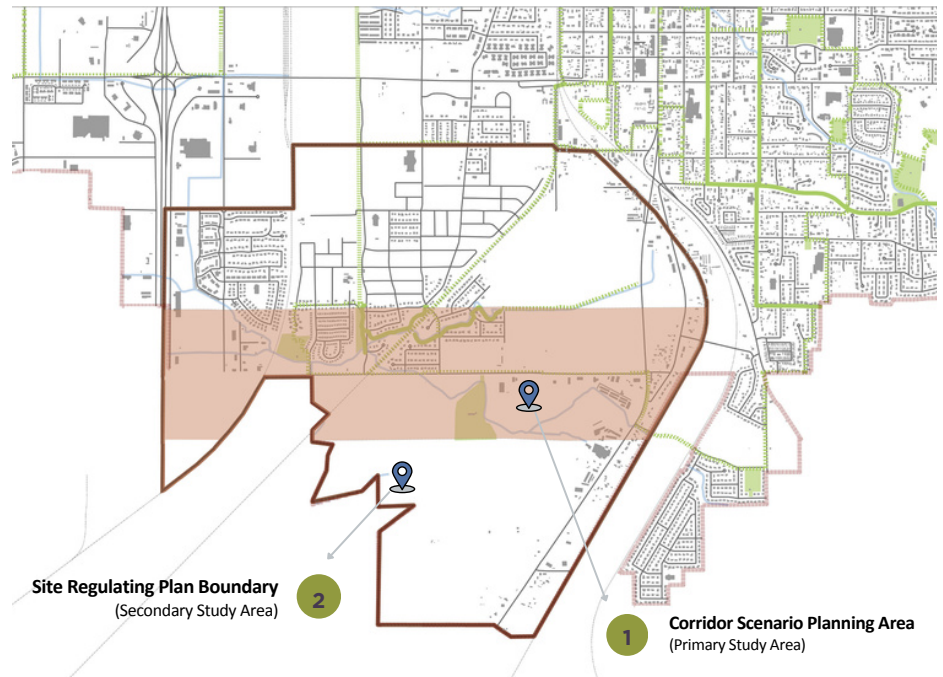 Site Regulating Plan Boundary
(Secondary Study Area)
2
Corridor Scenario Planning Area
(Primary Study Area)
1